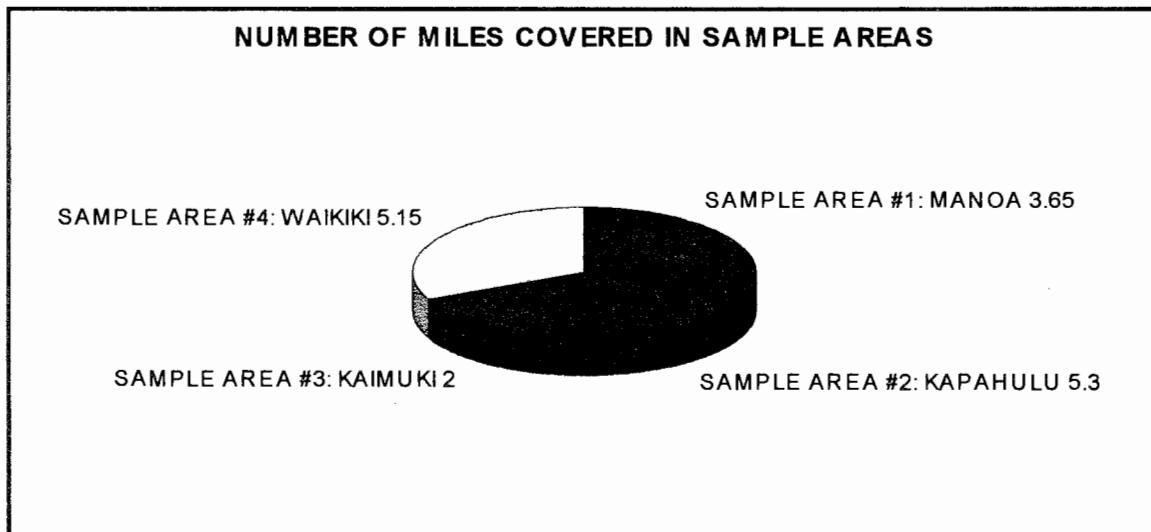 NUMBER OF MILES COVERED IN SAMPLE AREAS
SAMPLE AREA #4: WAIKIKI 5.15
SAMPLE AREA #1: MANOA 3.65
SAMPLE AREA #3: KAIMUKI 2
SAMPLE AREA #2: KAPAHULU 5.3